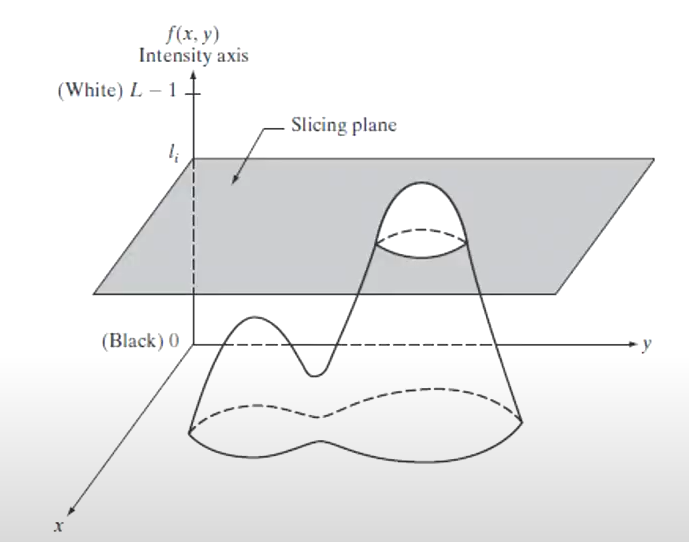 f(x, y)
Intensity axis
(White) L – 1
Slicing plane
lᵢ
(Black) 0
y
x